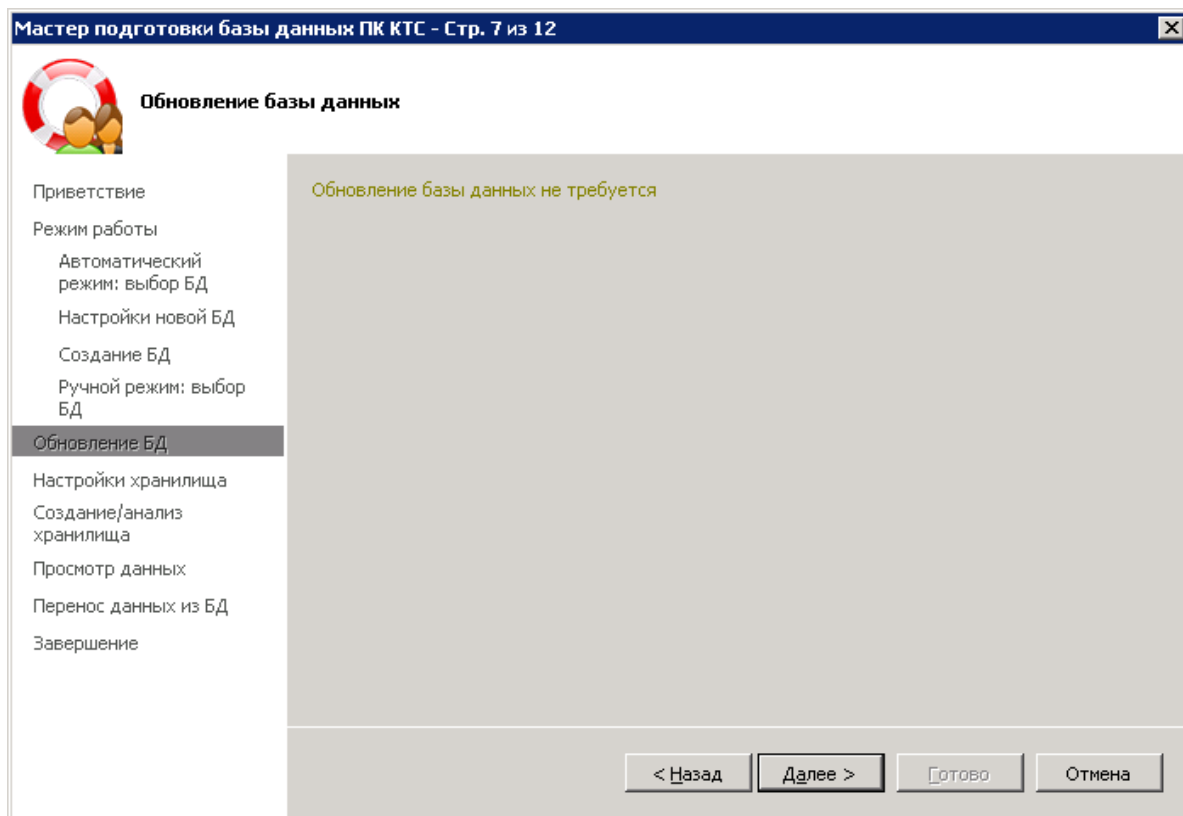 Мастер подготовки базы данных ПК КТС - Стр. 7 из 12
Обновление базы данных
Приветствие
Режим работы
Автоматический
режим: выбор БД
Настройки новой БД
Создание БД
Ручной режим: выбор
БД
Обновление БД
Настройки хранилища
Создание/анализ
хранилища
Просмотр данных
Перенос данных из БД
Завершение
Обновление базы данных не требуется
< Назад
Далее >
Готово
Отмена